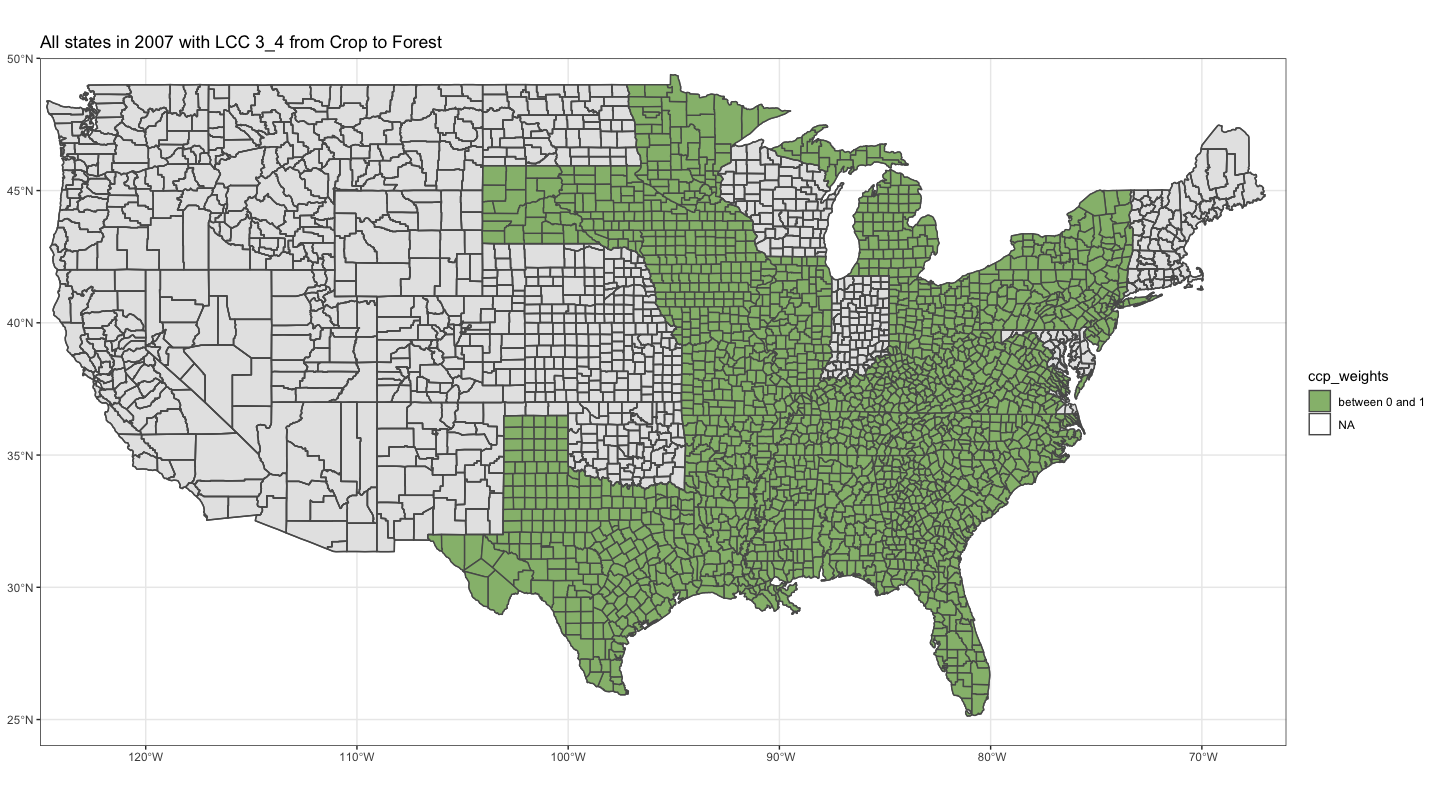 All states in 2007 with LCC 3_4 from Crop to Forest
50°N
45°N
40°N
35°N
30°N
25°N
120°W
110°W
100°W
90°W
80°W
70°W
ccp_weights
between 0 and 1
NA